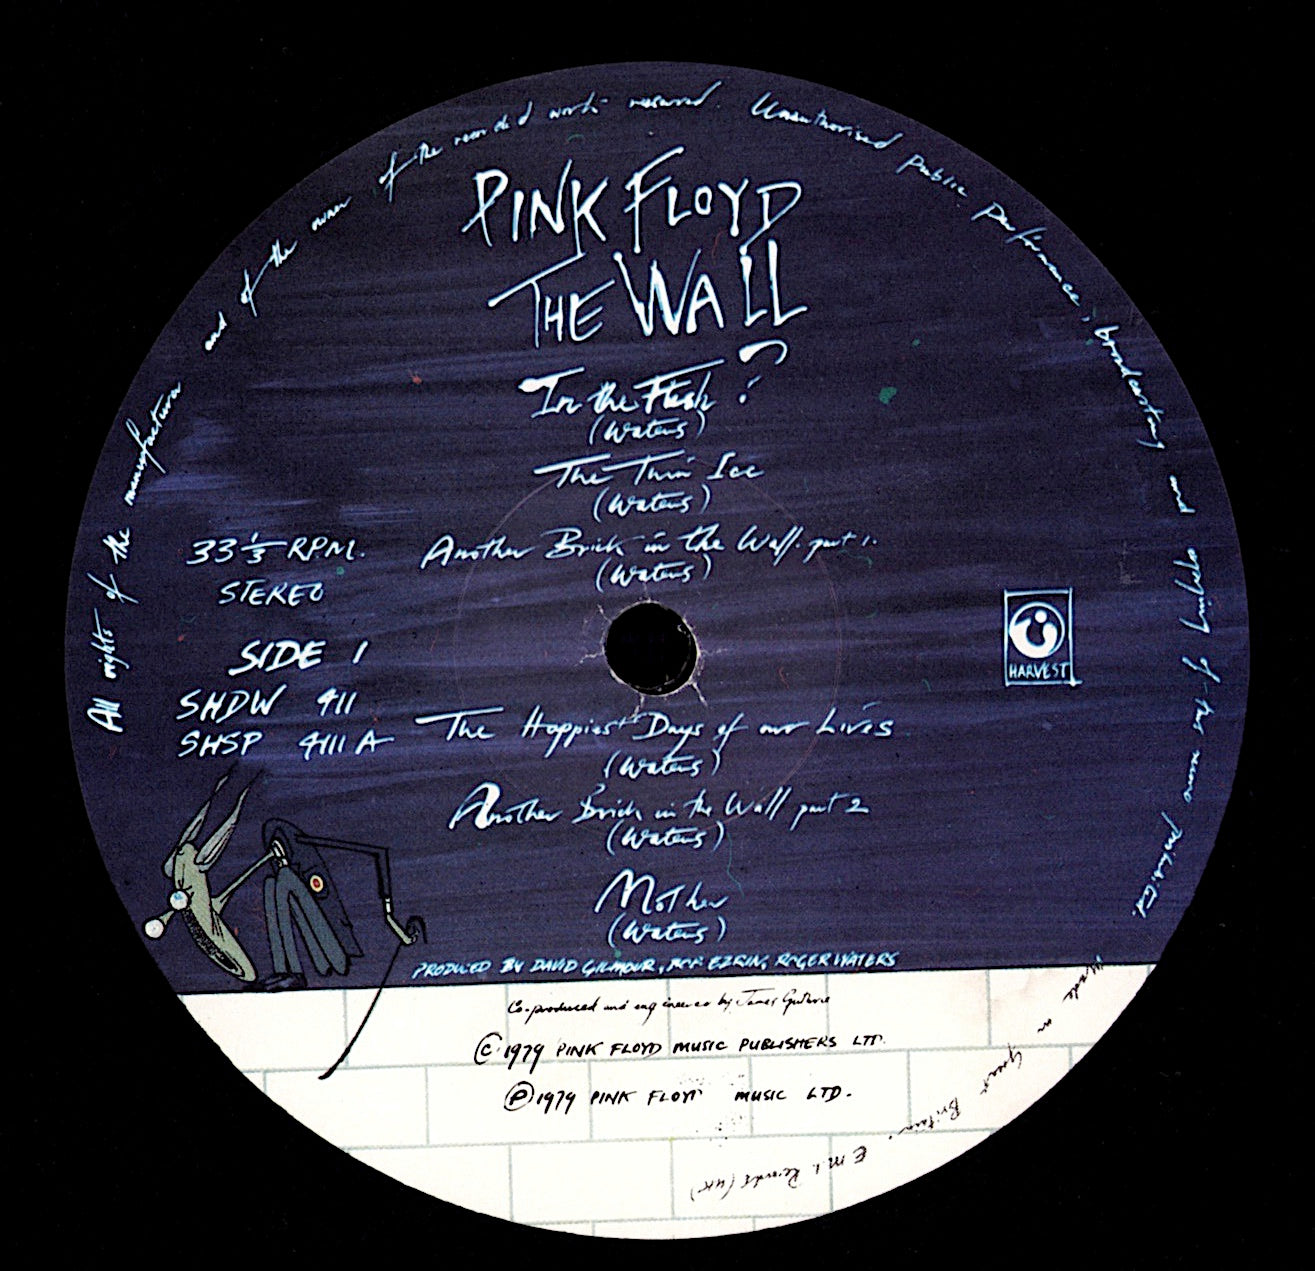 All rights of the manufacturer and of the owner of the recorded work reserved. Unauthorised public performance, broadcasting and copying of this record prohibited.
PINK FLOYD
THE WALL
In the Flesh?
(Waters)
The Thin Ice
(Waters)
Another Brick in the Wall. part 1.
(Waters)
33 1/3 RPM.
STEREO
SIDE 1
SHDW 411
SHSP 4111 A
HARVEST
The Happiest Days of our Lives
(Waters)
Another Brick in the Wall part 2
(Waters)
Mother
(Waters)
PRODUCED BY DAVID GILMOUR, BOB EZRIN, ROGER WATERS
Co-produced and engineered by James Guthrie
© 1979 PINK FLOYD MUSIC PUBLISHERS LTD.
℗ 1979 PINK FLOYD MUSIC LTD.
Made in Great Britain
E.M.I. Records (UK)